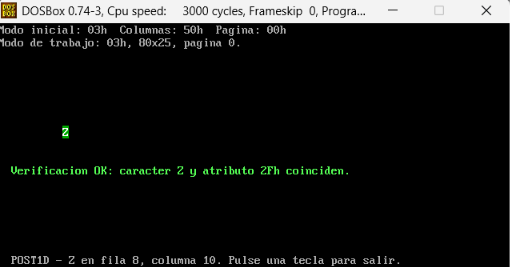 DOS BOX
DOSBox 0.74-3, Cpu speed: 3000 cycles, Frameskip 0, Progra...
Modo inicial: 03h Columnas: 50h Pagina: 00h
Modo de trabajo: 03h, 80x25, pagina 0.
Z
Verificacion OK: caracter Z y atributo 2Fh coinciden.
POST1D - Z en fila 8, columna 10. Pulse una tecla para salir.